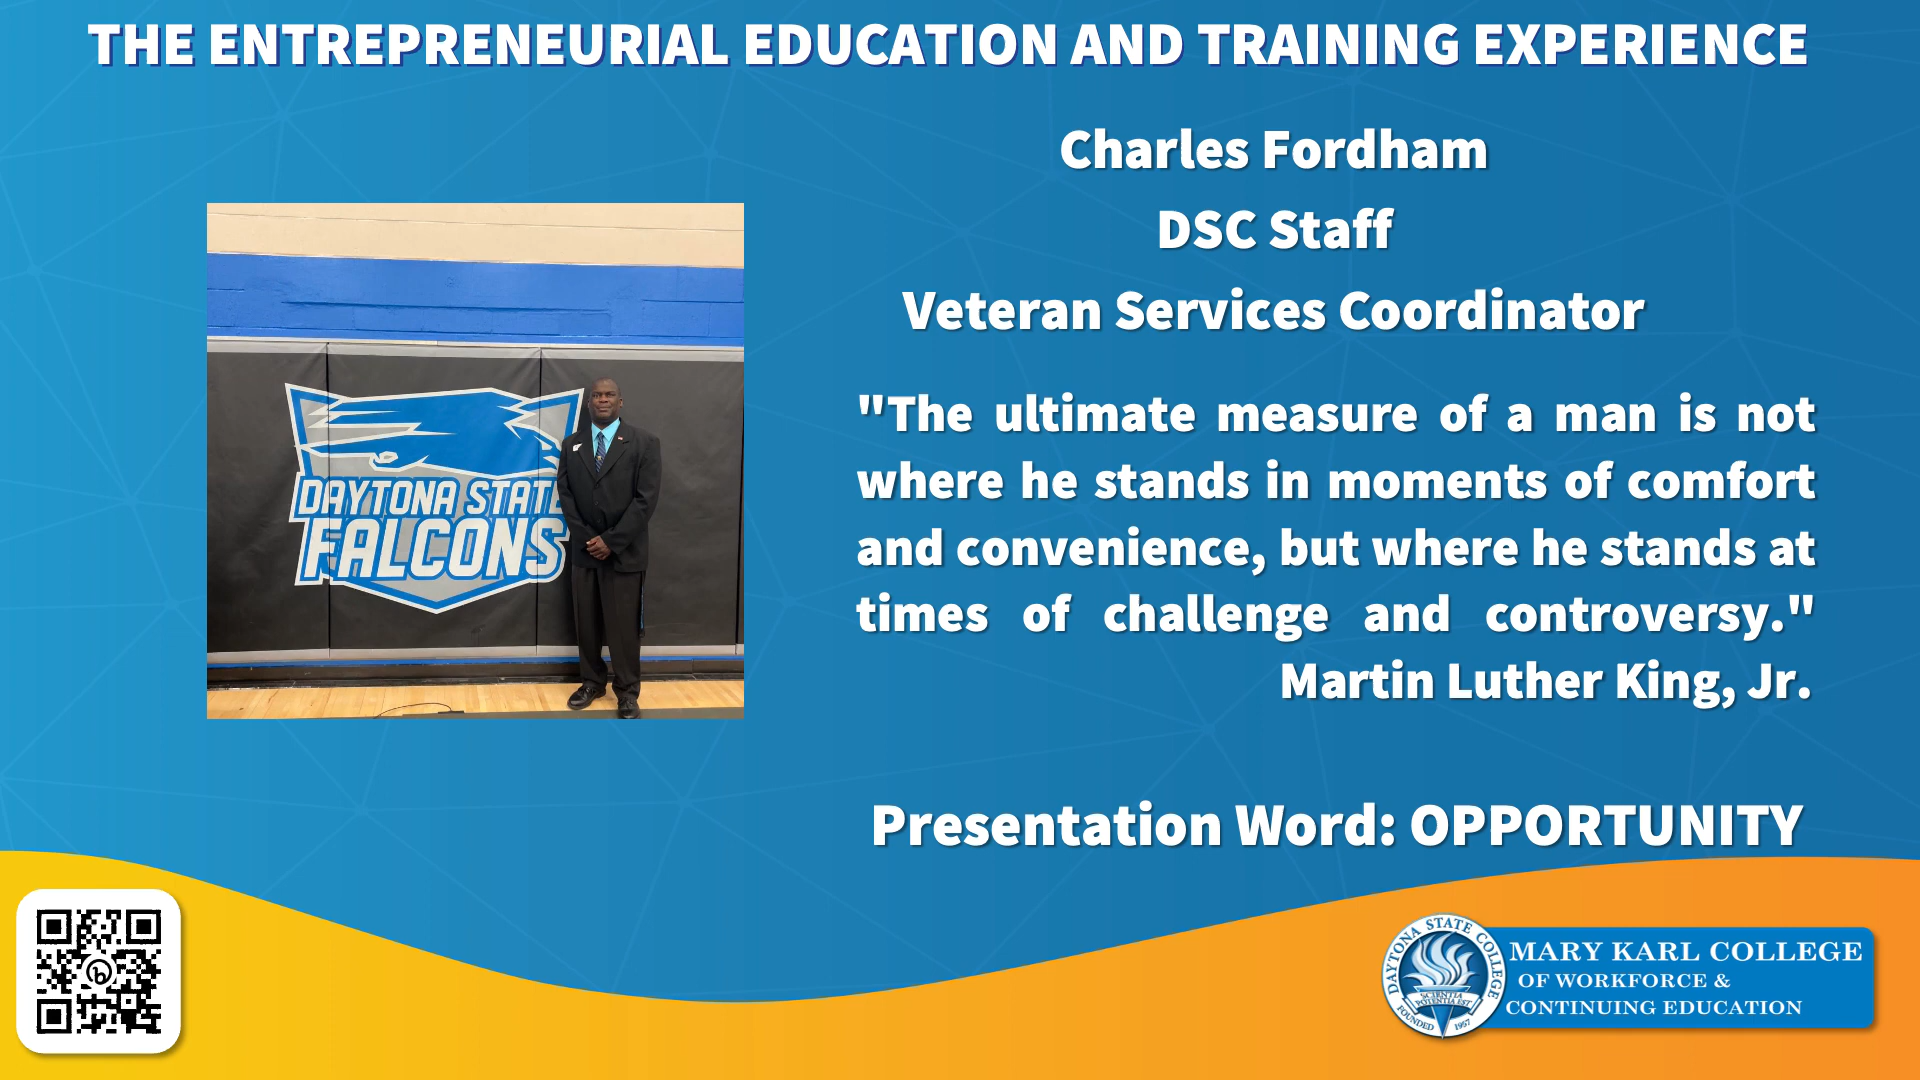 THE ENTREPRENEURIAL EDUCATION AND TRAINING EXPERIENCE
Charles Fordham
DSC Staff
Veteran Services Coordinator
"The ultimate measure of a man is not
where he stands in moments of comfort
and convenience, but where he stands at
times of challenge and controversy."
Martin Luther King, Jr.
Presentation Word: OPPORTUNITY
DAYTONA STATE
FALCONS
DAYTONA STATE COLLEGE
SCIENTIA
POTENTIA EST
FOUNDED 1957
MARY KARL COLLEGE
OF WORKFORCE &
CONTINUING EDUCATION